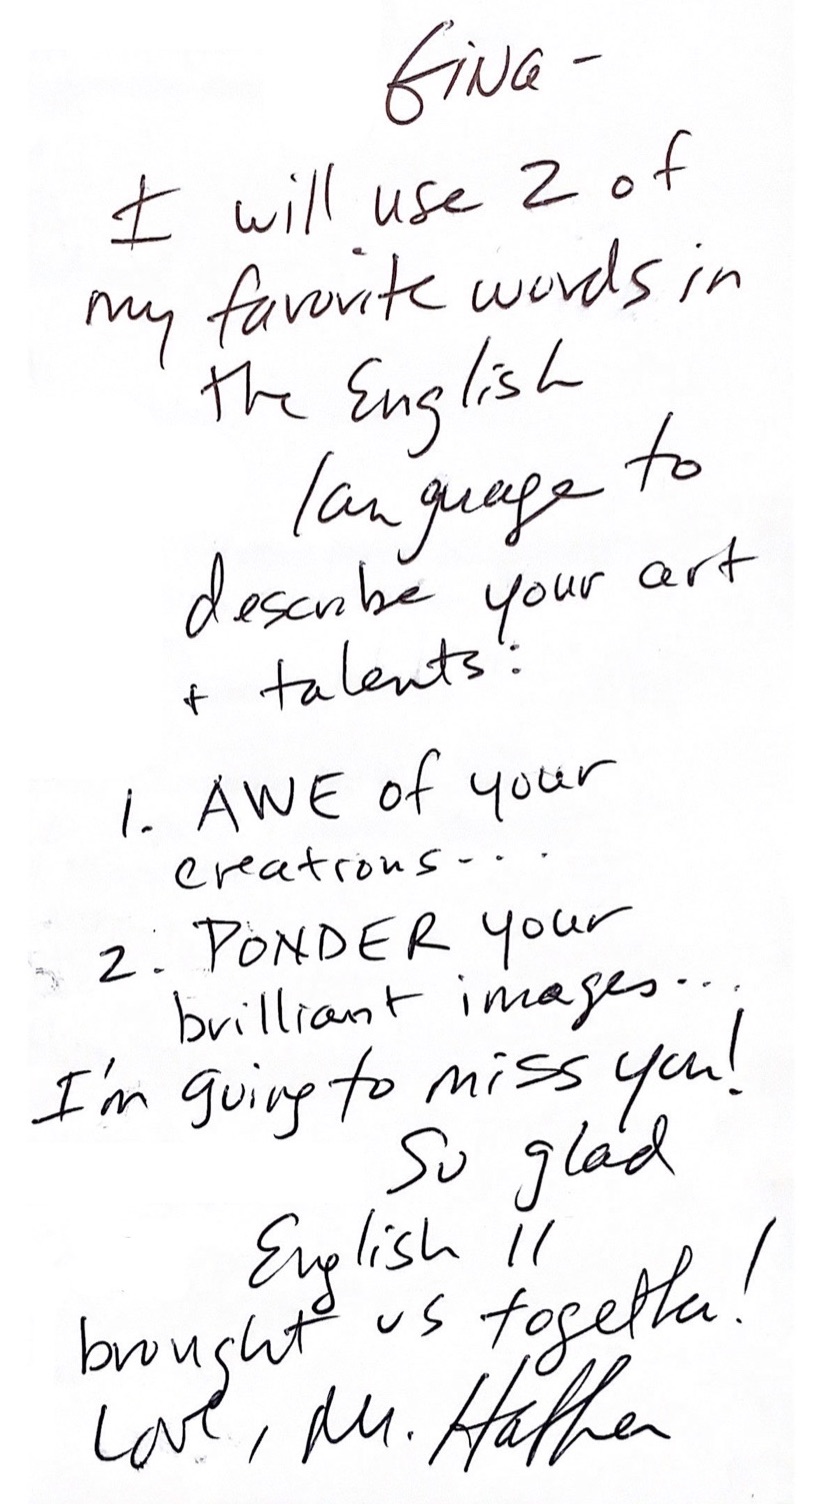 Gina -
I will use 2 of
my favorite words in
the English
language to
describe your art
+ talents:
1. AWE of your
creations...
2. PONDER your
brilliant images...
I'm going to miss you!
So glad
English 11
brought us together!
Love,